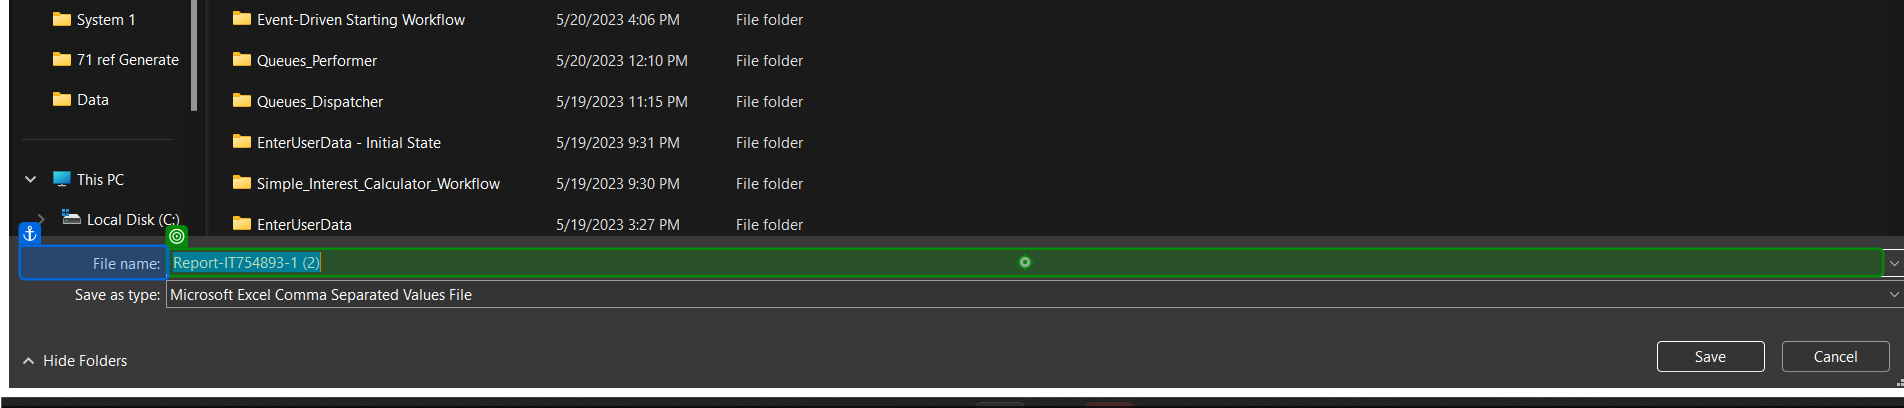 System 1
Event-Driven Starting Workflow 5/20/2023 4:06 PM File folder
71 ref Generate
Queues_Performer 5/20/2023 12:10 PM File folder
Data
Queues_Dispatcher 5/19/2023 11:15 PM File folder
EnterUserData - Initial State 5/19/2023 9:31 PM File folder
This PC
Simple_Interest_Calculator_Workflow 5/19/2023 9:30 PM File folder
Local Disk (C:)
EnterUserData 5/19/2023 3:27 PM File folder
File name: Report-IT754893-1 (2)
Save as type: Microsoft Excel Comma Separated Values File
Hide Folders
Save Cancel